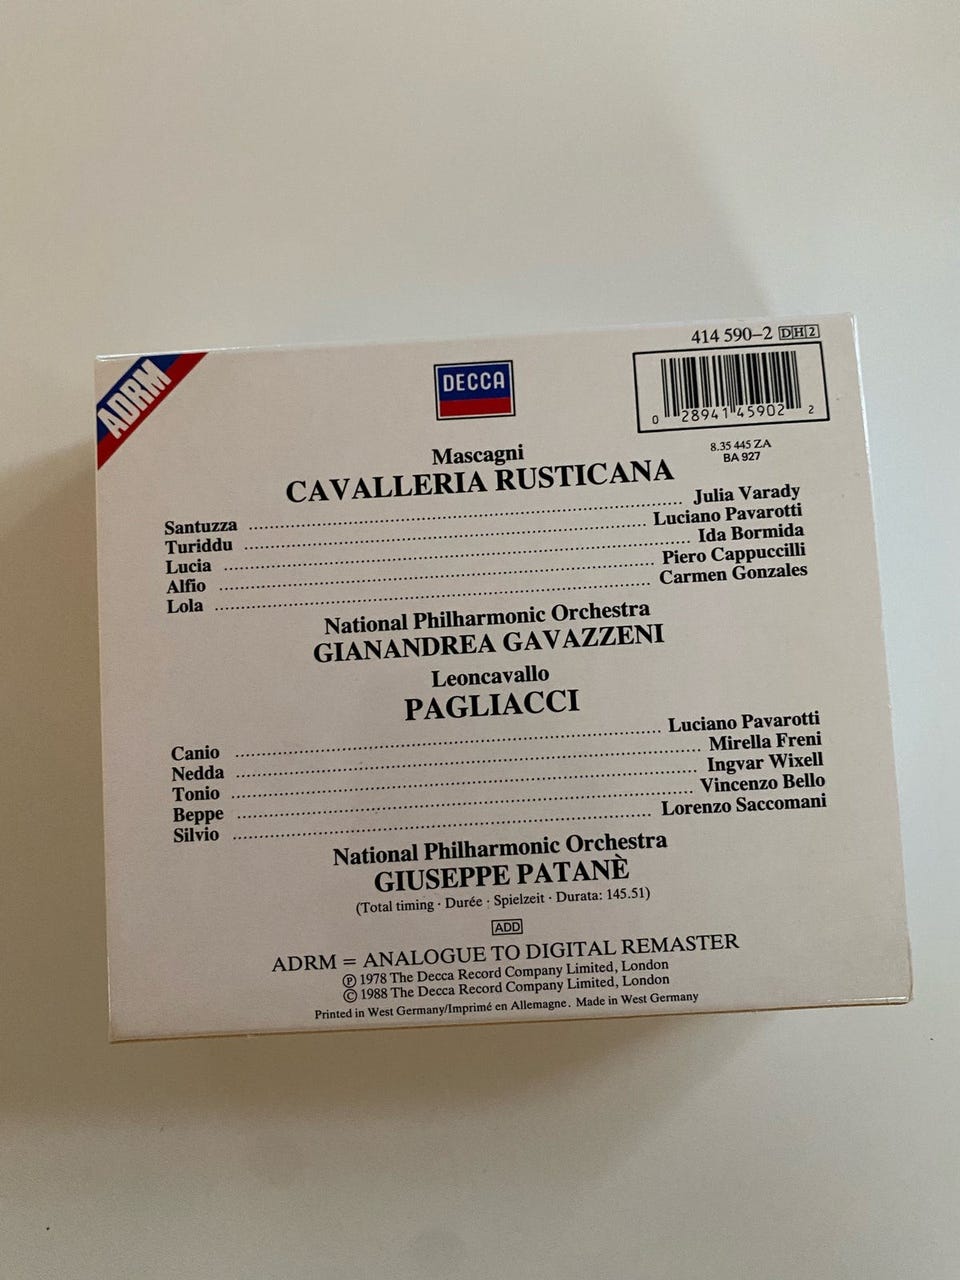 ADRM
DECCA
414 590-2 DH2
0 28941 45902 2
8.35 445 ZA
BA 927
Mascagni
CAVALLERIA RUSTICANA
Santuzza ........ Julia Varady
Turiddu ........ Luciano Pavarotti
Lucia ........ Ida Bormida
Alfio ........ Piero Cappuccilli
Lola ........ Carmen Gonzales
National Philharmonic Orchestra
GIANANDREA GAVAZZENI
Leoncavallo
PAGLIACCI
Canio ........ Luciano Pavarotti
Nedda ........ Mirella Freni
Tonio ........ Ingvar Wixell
Beppe ........ Vincenzo Bello
Silvio ........ Lorenzo Saccomani
National Philharmonic Orchestra
GIUSEPPE PATANÈ
(Total timing · Durée · Spielzeit · Durata: 145.51)
ADD
ADRM = ANALOGUE TO DIGITAL REMASTER
℗ 1978 The Decca Record Company Limited, London
© 1988 The Decca Record Company Limited, London
Printed in West Germany/Imprimé en Allemagne. Made in West Germany